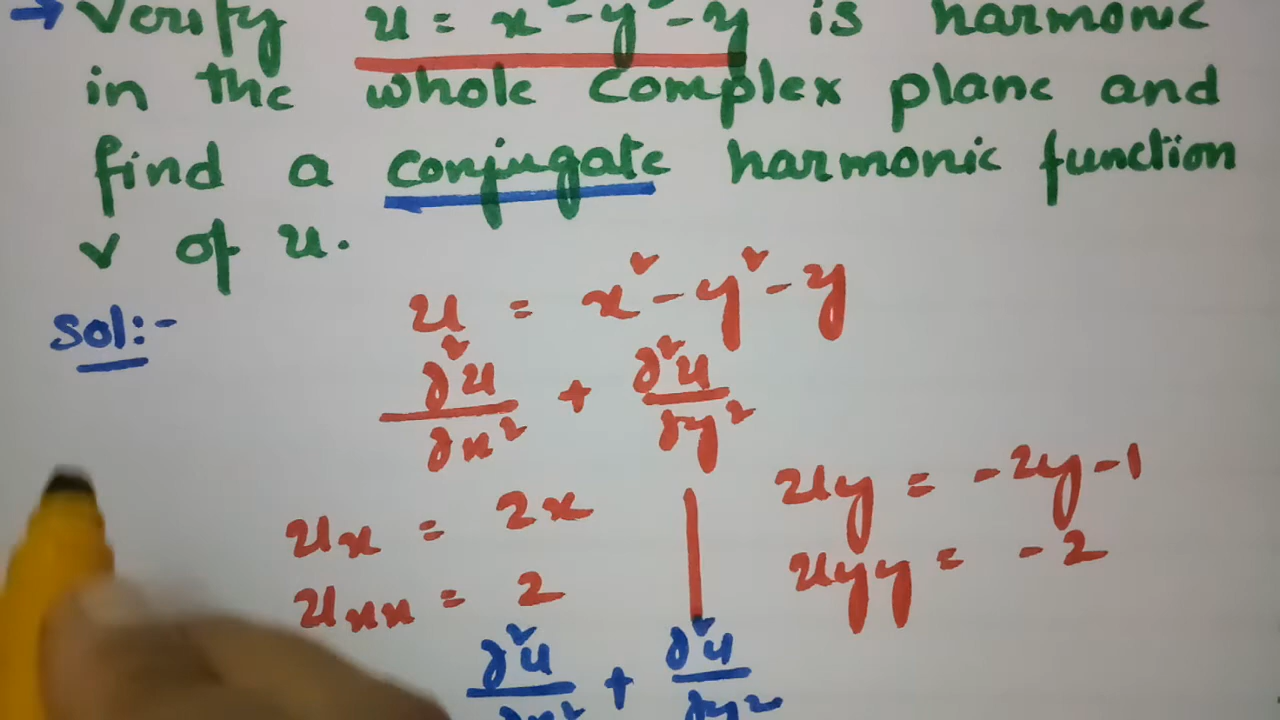 → Verify u = x² - y² - y is harmonic
in the whole complex plane and
find a conjugate harmonic function
v of u.
Sol:- u = x² - y² - y
∂²u/∂x² + ∂²u/∂y²
ux = 2x | uy = -2y-1
uxx = 2 | uyy = -2
∂²u/∂x² + ∂²u/∂y²